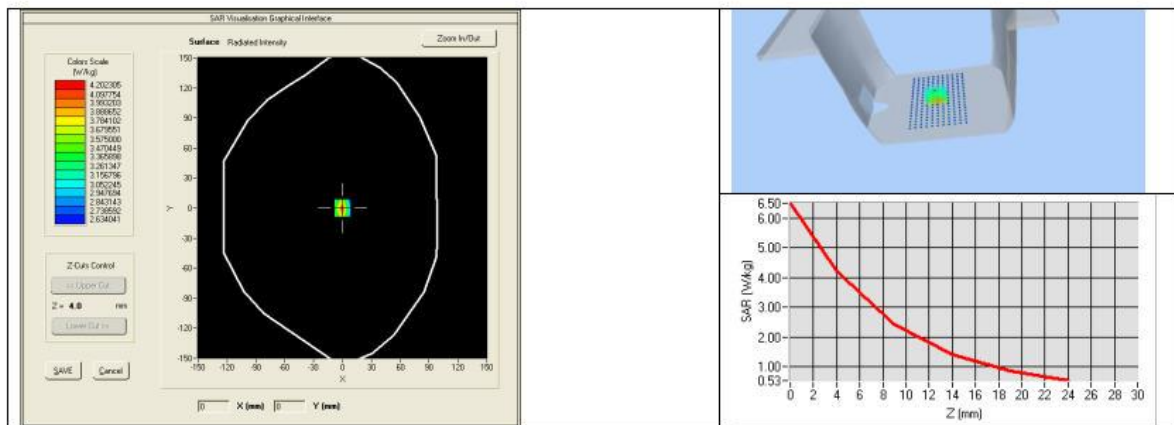 SAR Visualisation Graphical Interface
Surface Radiated Intensity
Zoom In/Out
Colors Scale
(W/kg)
4.202305
4.097754
3.993203
3.888652
3.784102
3.679551
3.575000
3.470449
3.365898
3.261347
3.156796
3.052245
2.947694
2.843143
2.738592
2.634041
Z-Cuts Control
<< Upper Cut
Z = 4.0 mm
Lower Cut >>
SAVE Cancel
150
120
90
60
30
0
-30
-60
-90
-120
-150
Y
-150 -120 -90 -60 -30 0 30 60 90 120 150
X
0 X (mm) 0 Y (mm)
6.50
6.00
5.00
4.00
3.00
2.00
1.00
0.53
SAR (W/kg)
0 2 4 6 8 10 12 14 16 18 20 22 24 26 28 30
Z (mm)